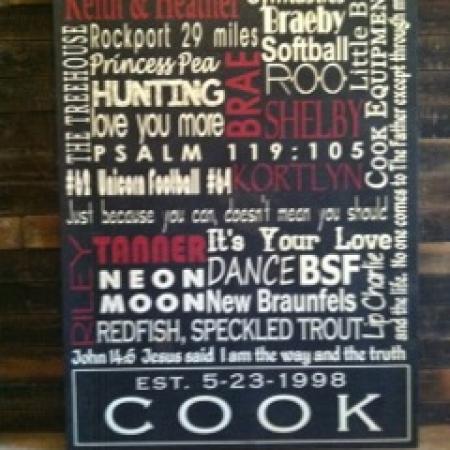 Keith & Heather
Braeby
Rockport 29 miles
Softball
Princess Pea
ROO
HUNTING
BRAE
love you more
SHELBY
PSALM 119:105
#62 Unicorn Football #64
KORTLYN
THE TREEHOUSE
Little B
COOK EQUIPMENT
Just because you can, doesn't mean you should
RILEY
TANNER
It's Your Love
NEON
MOON
DANCE
BSF
New Braunfels
REDFISH, SPECKLED TROUT
Lip Charlie
John 14:6 Jesus said I am the way and the truth
and the life. No one comes to The Father except through m
EST. 5-23-1998
COOK